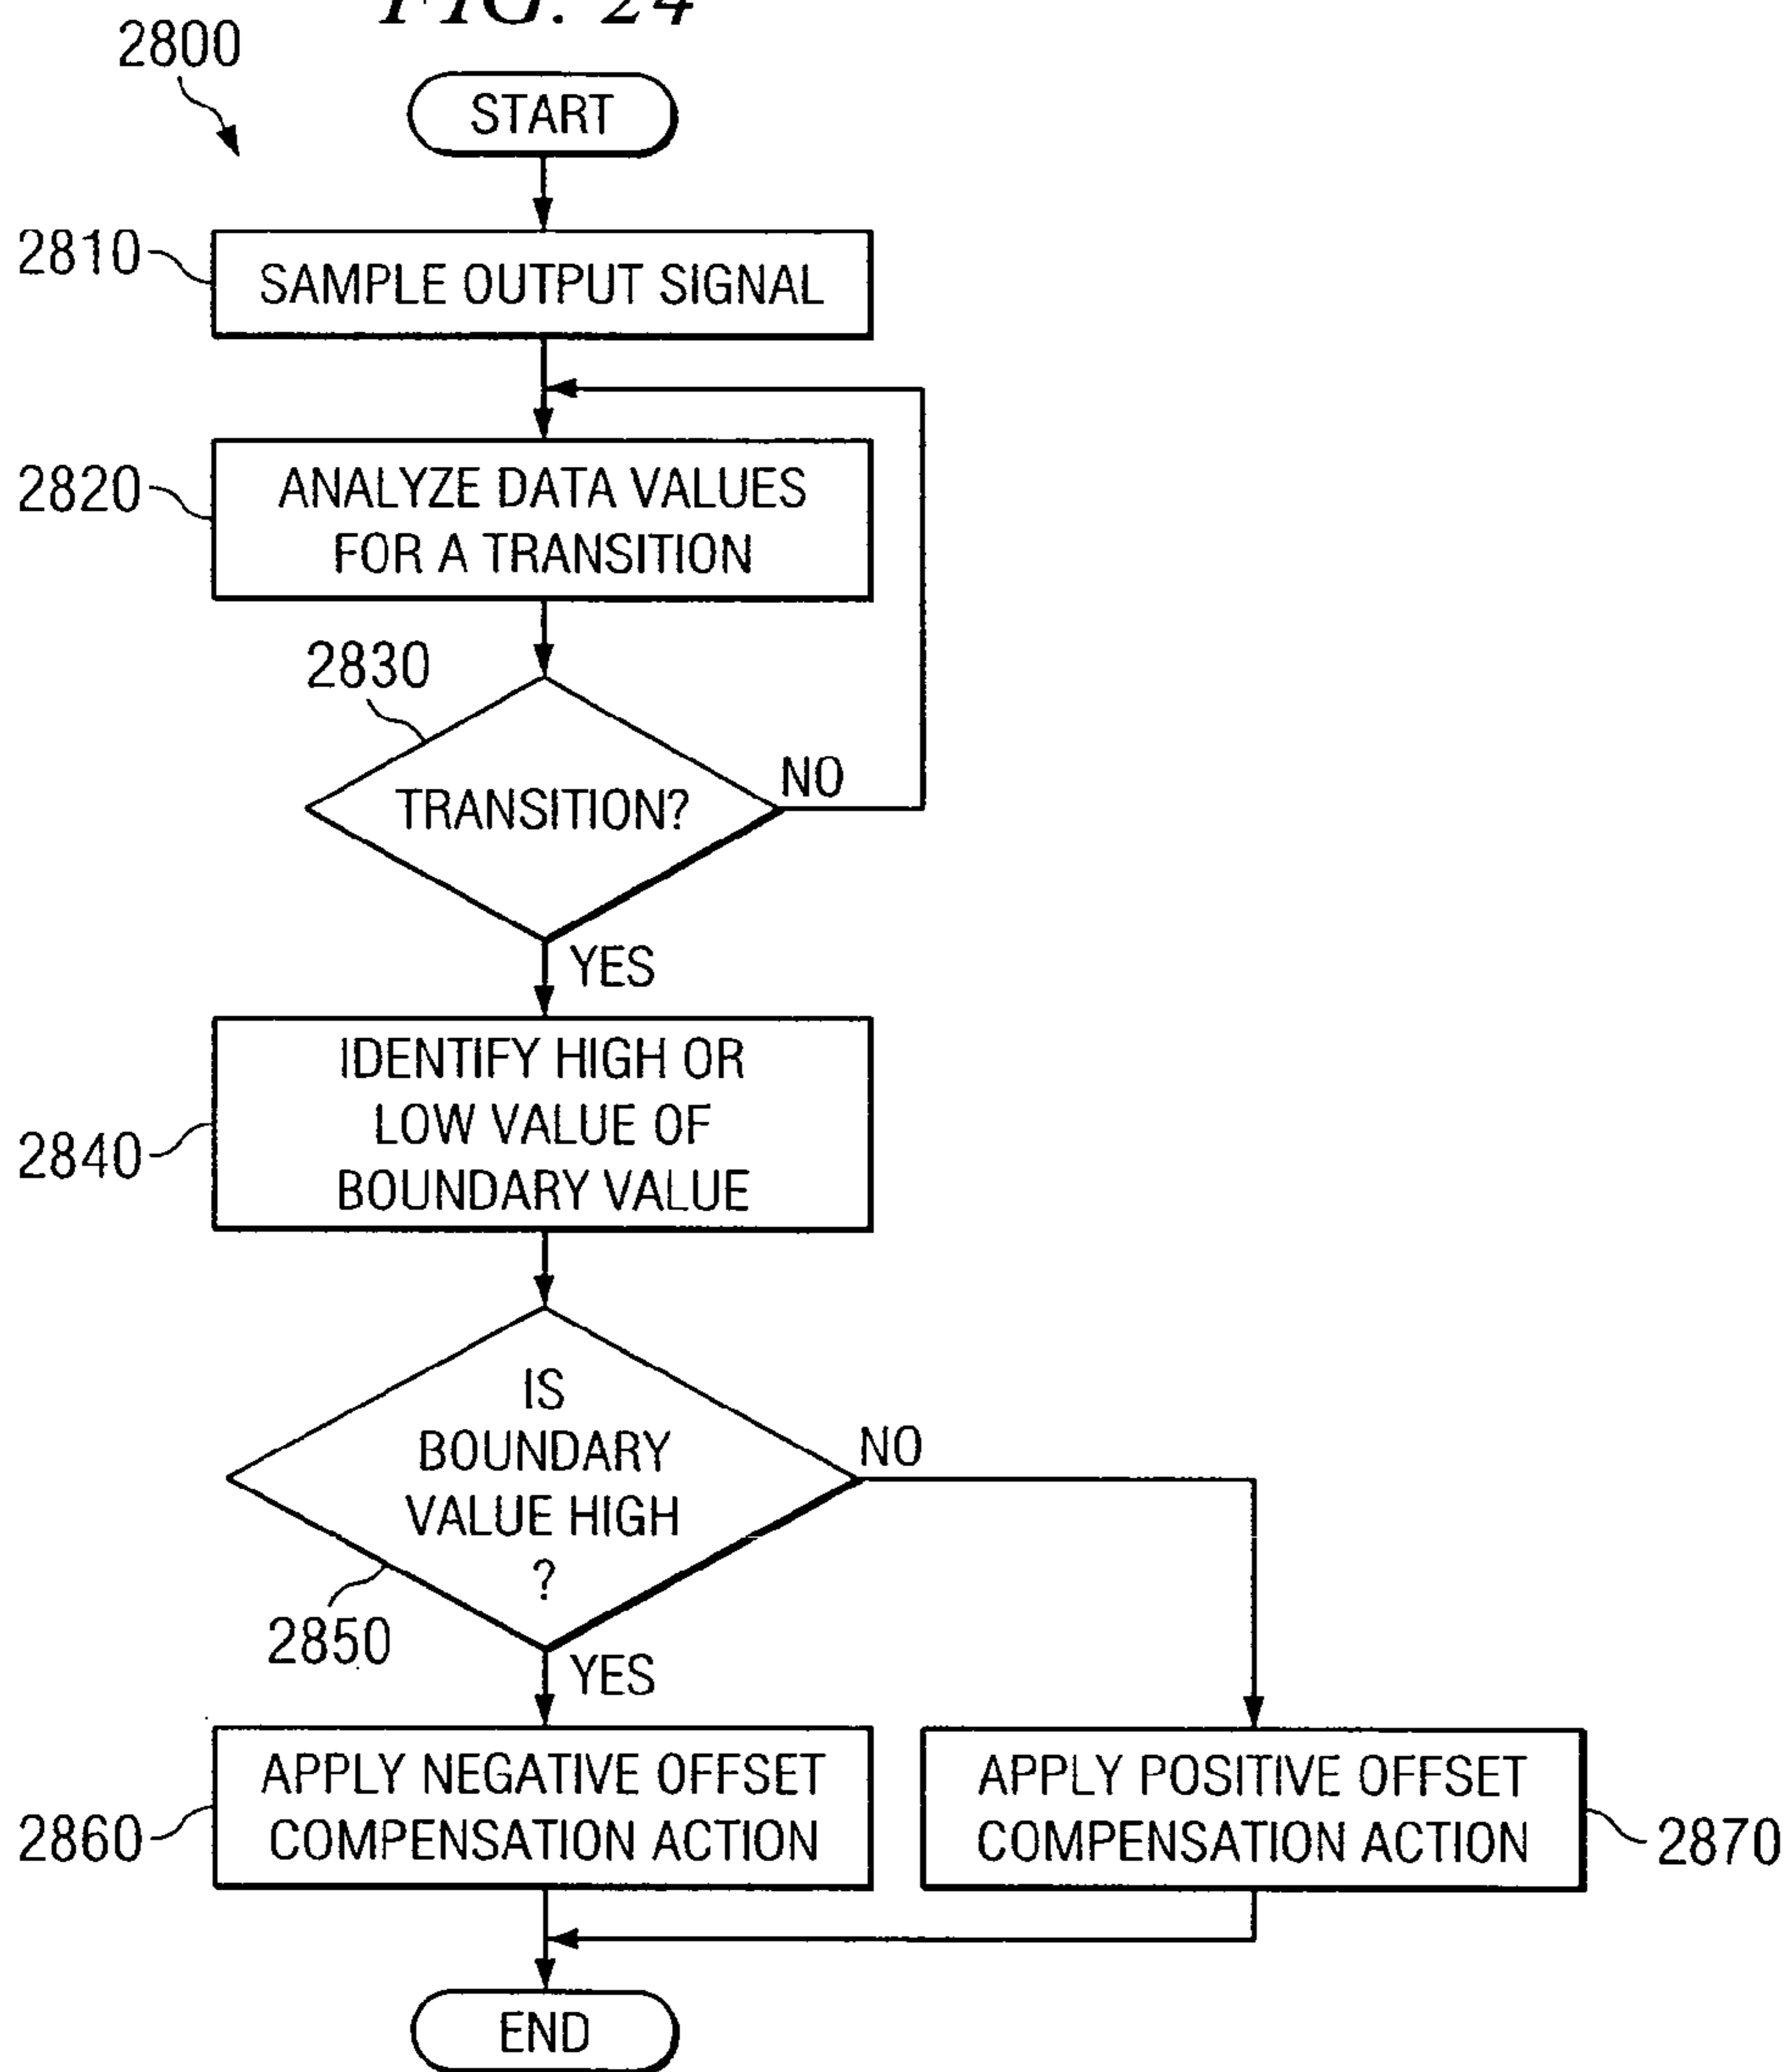 FIG. 24
2800
START
2810
SAMPLE OUTPUT SIGNAL
2820
ANALYZE DATA VALUES
FOR A TRANSITION
2830
TRANSITION?
NO
YES
2840
IDENTIFY HIGH OR
LOW VALUE OF
BOUNDARY VALUE
IS
BOUNDARY
VALUE HIGH
?
NO
2850
YES
2860
APPLY NEGATIVE OFFSET
COMPENSATION ACTION
APPLY POSITIVE OFFSET
COMPENSATION ACTION
2870
END